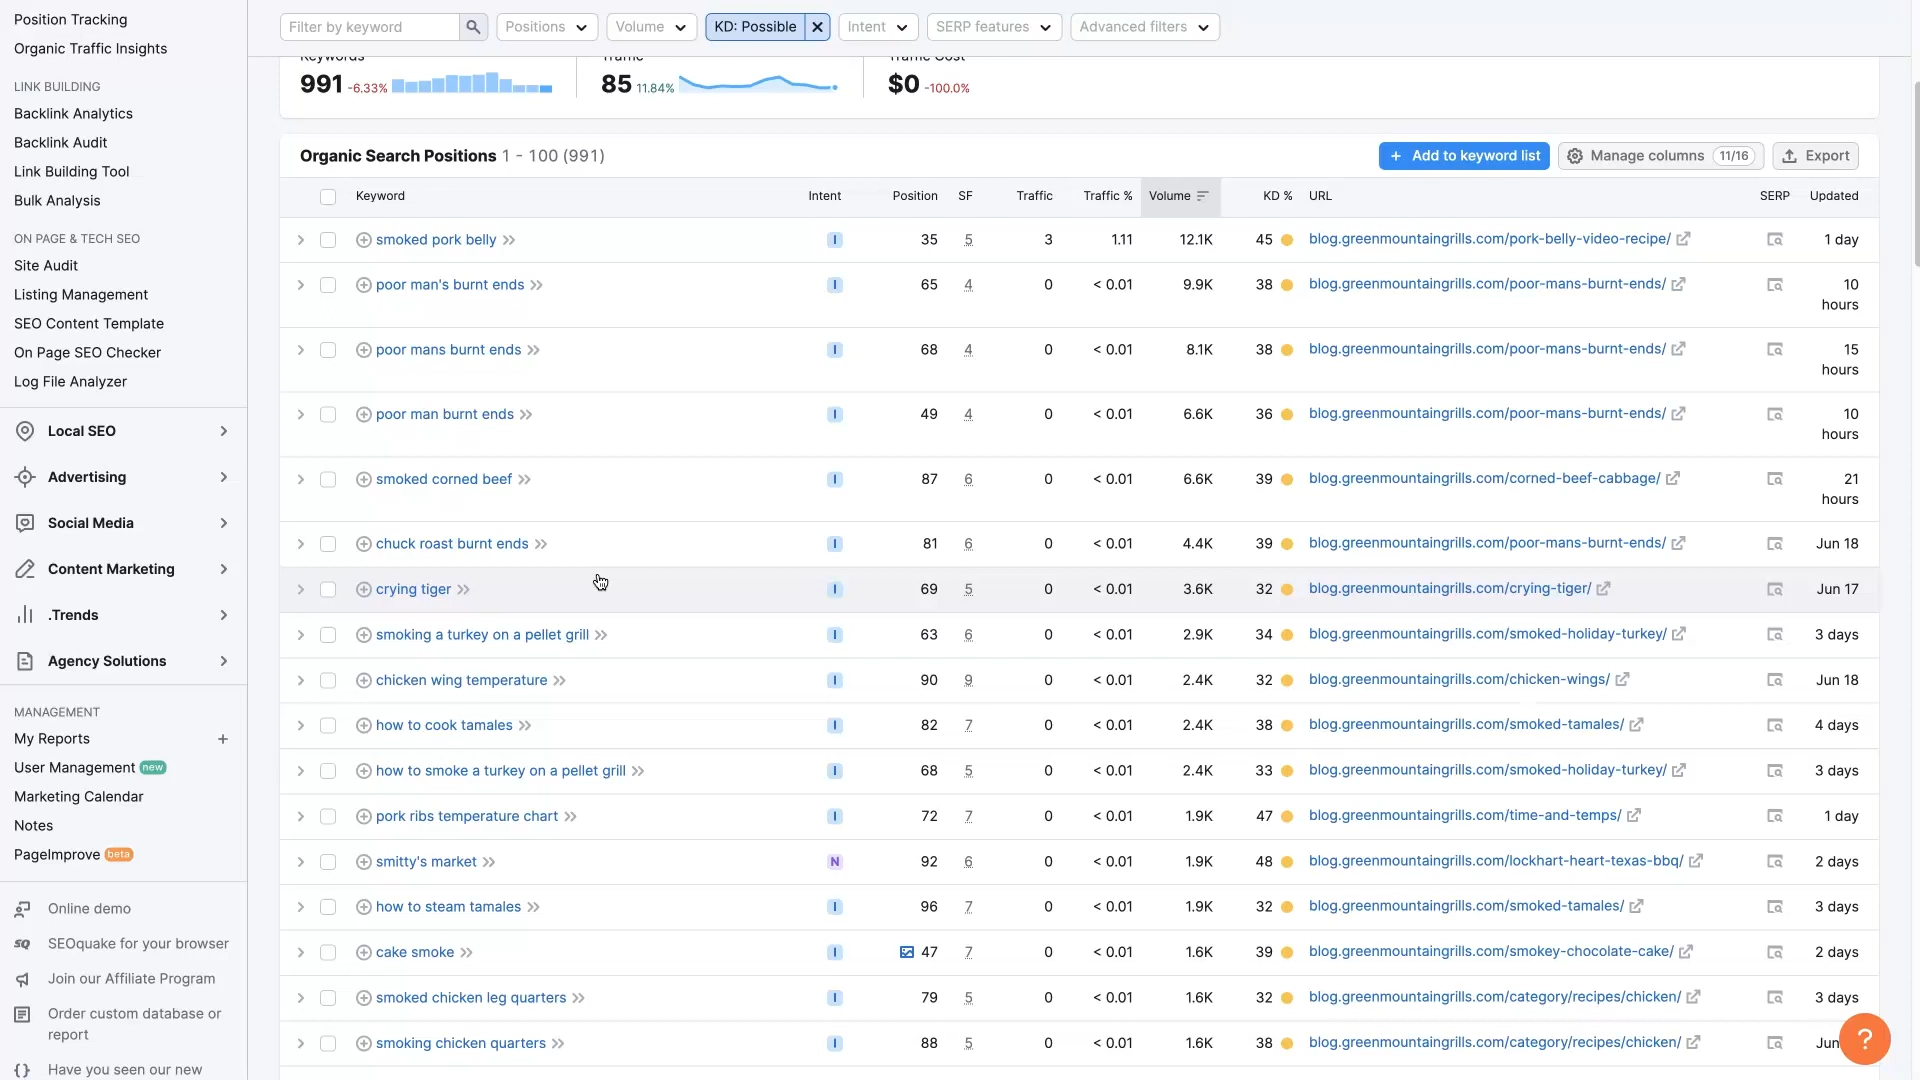 Position Tracking
Organic Traffic Insights
LINK BUILDING
Backlink Analytics
Backlink Audit
Link Building Tool
Bulk Analysis
ON PAGE & TECH SEO
Site Audit
Listing Management
SEO Content Template
On Page SEO Checker
Log File Analyzer
Local SEO
Advertising
Social Media
Content Marketing
.Trends
Agency Solutions
MANAGEMENT
My Reports +
User Management new
Marketing Calendar
Notes
PageImprove beta
Online demo
SEOquake for your browser
Join our Affiliate Program
Order custom database or
report
Have you seen our new
Filter by keyword Positions Volume KD: Possible Intent SERP features Advanced filters
Keywords Traffic Traffic Cost
991 -6.33% 85 11.84% $0 -100.0%
Organic Search Positions 1 - 100 (991) + Add to keyword list Manage columns 11/16 Export
Keyword Intent Position SF Traffic Traffic % Volume KD % URL SERP Updated
smoked pork belly I 35 5 3 1.11 12.1K 45 blog.greenmountaingrills.com/pork-belly-video-recipe/ 1 day
poor man's burnt ends I 65 4 0 < 0.01 9.9K 38 blog.greenmountaingrills.com/poor-mans-burnt-ends/ 10
hours
poor mans burnt ends I 68 4 0 < 0.01 8.1K 38 blog.greenmountaingrills.com/poor-mans-burnt-ends/ 15
hours
poor man burnt ends I 49 4 0 < 0.01 6.6K 36 blog.greenmountaingrills.com/poor-mans-burnt-ends/ 10
hours
smoked corned beef I 87 6 0 < 0.01 6.6K 39 blog.greenmountaingrills.com/corned-beef-cabbage/ 21
hours
chuck roast burnt ends I 81 6 0 < 0.01 4.4K 39 blog.greenmountaingrills.com/poor-mans-burnt-ends/ Jun 18
crying tiger I 69 5 0 < 0.01 3.6K 32 blog.greenmountaingrills.com/crying-tiger/ Jun 17
smoking a turkey on a pellet grill I 63 6 0 < 0.01 2.9K 34 blog.greenmountaingrills.com/smoked-holiday-turkey/ 3 days
chicken wing temperature I 90 9 0 < 0.01 2.4K 32 blog.greenmountaingrills.com/chicken-wings/ Jun 18
how to cook tamales I 82 7 0 < 0.01 2.4K 38 blog.greenmountaingrills.com/smoked-tamales/ 4 days
how to smoke a turkey on a pellet grill I 68 5 0 < 0.01 2.4K 33 blog.greenmountaingrills.com/smoked-holiday-turkey/ 3 days
pork ribs temperature chart I 72 7 0 < 0.01 1.9K 47 blog.greenmountaingrills.com/time-and-temps/ 1 day
smitty's market N 92 6 0 < 0.01 1.9K 48 blog.greenmountaingrills.com/lockhart-heart-texas-bbq/ 2 days
how to steam tamales I 96 7 0 < 0.01 1.9K 32 blog.greenmountaingrills.com/smoked-tamales/ 3 days
cake smoke I 47 7 0 < 0.01 1.6K 39 blog.greenmountaingrills.com/smokey-chocolate-cake/ 2 days
smoked chicken leg quarters I 79 5 0 < 0.01 1.6K 32 blog.greenmountaingrills.com/category/recipes/chicken/ 3 days
smoking chicken quarters I 88 5 0 < 0.01 1.6K 38 blog.greenmountaingrills.com/category/recipes/chicken/ Jun
?